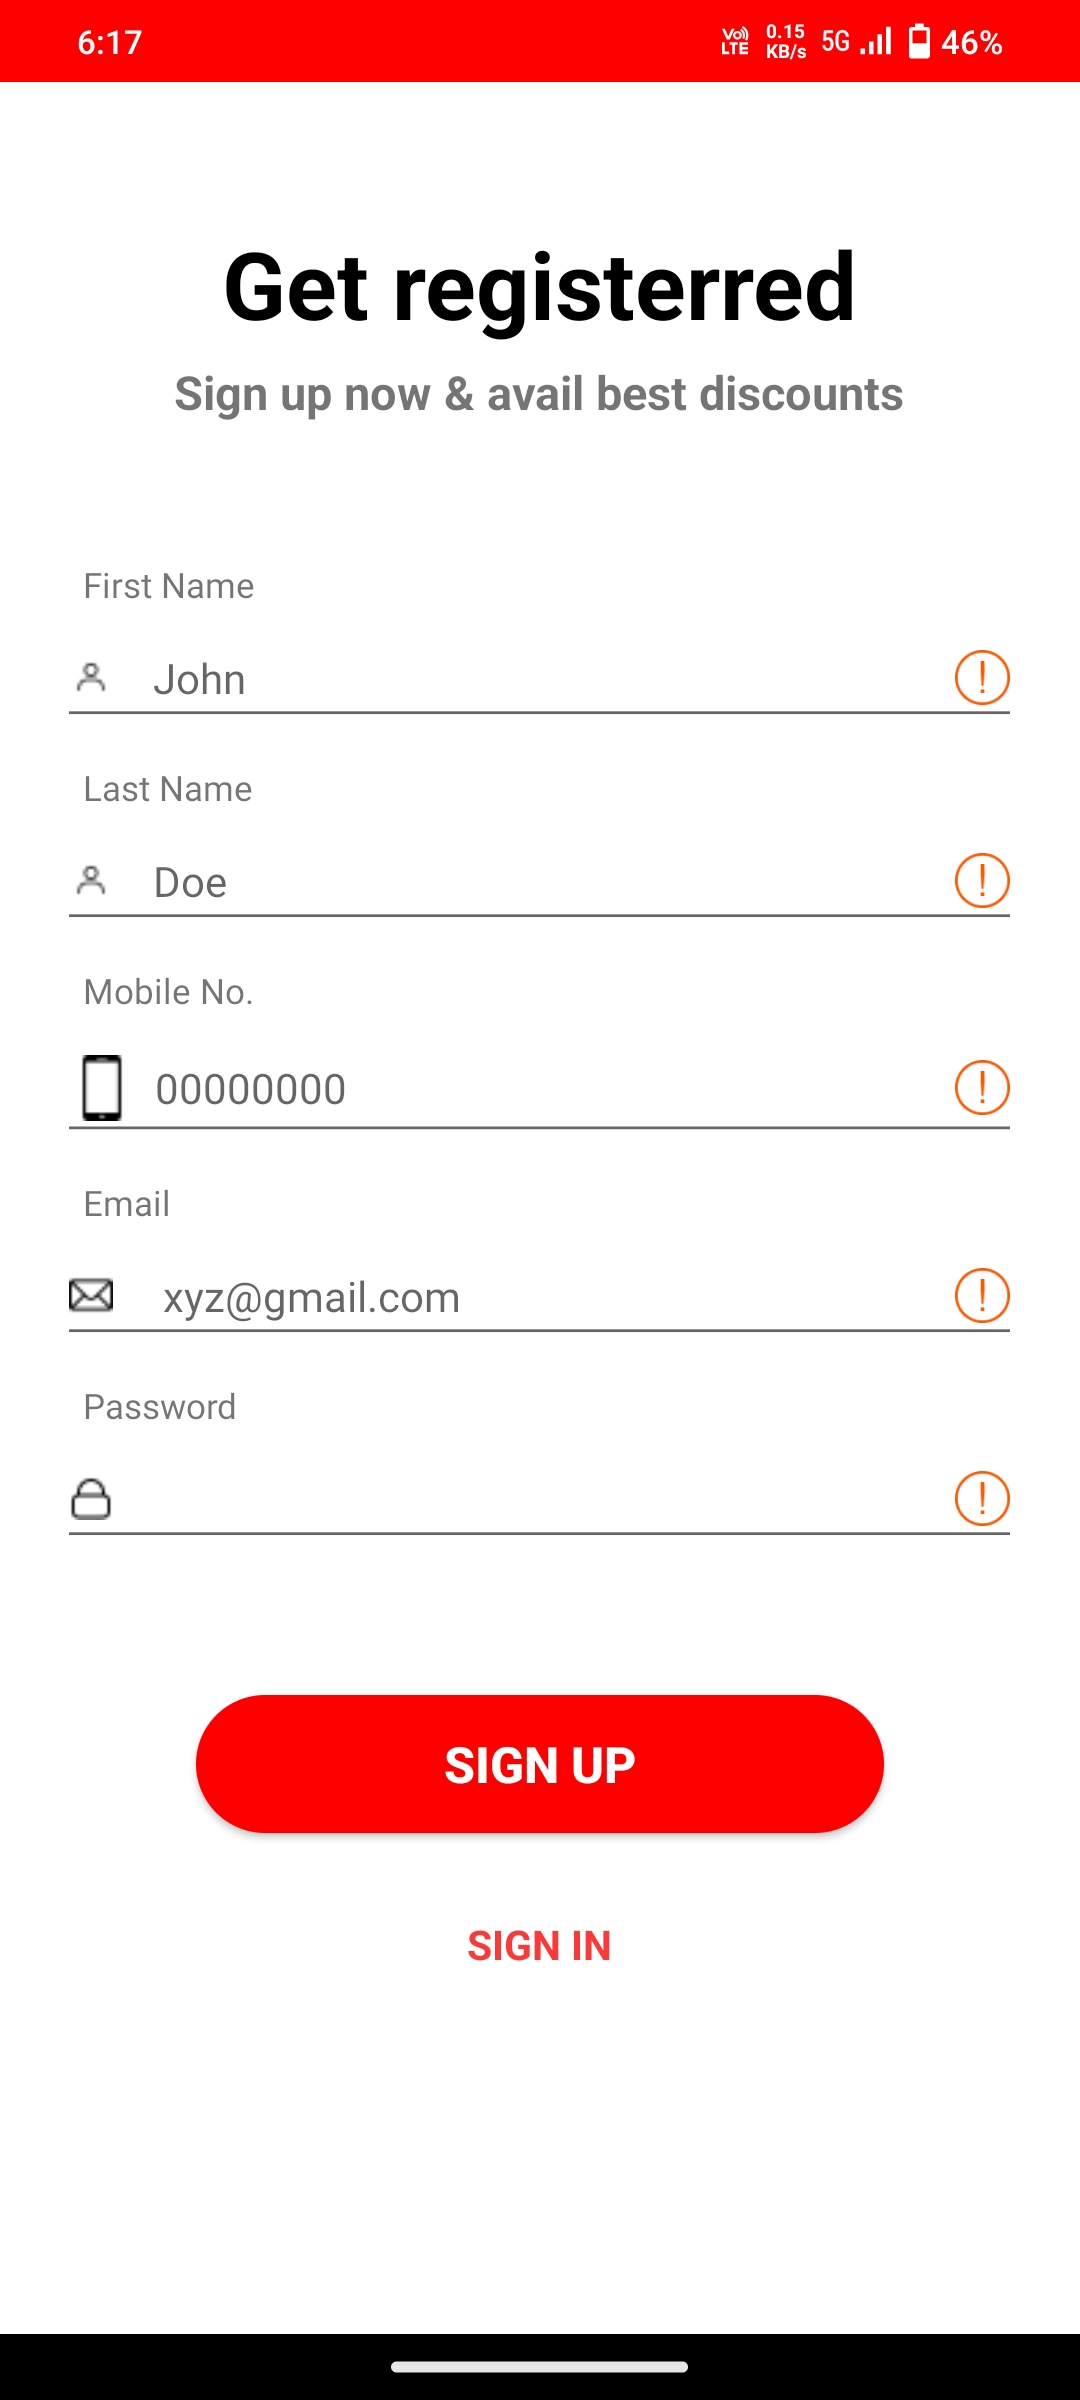 6:17 Vo) LTE 0.15 KB/s 5G 46%
Get registerred
Sign up now & avail best discounts
First Name
John
!
Last Name
Doe
!
Mobile No.
00000000
!
Email
xyz@gmail.com
!
Password
!
SIGN UP
SIGN IN